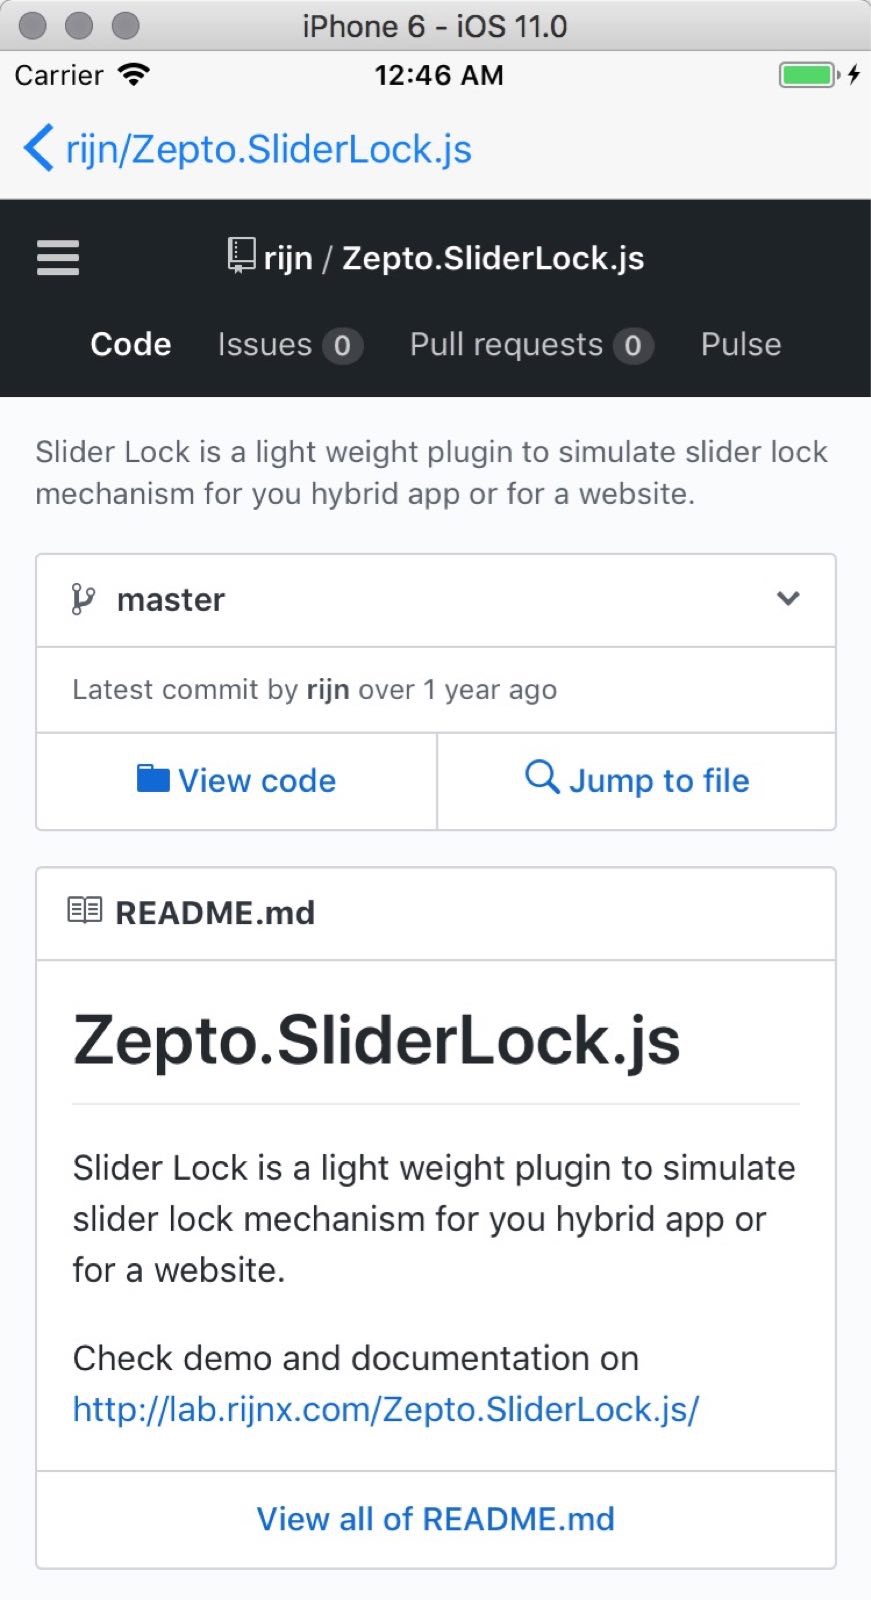 iPhone 6 - iOS 11.0
Carrier 12:46 AM
rijn/Zepto.SliderLock.js
rijn / Zepto.SliderLock.js
Code Issues 0 Pull requests 0 Pulse
Slider Lock is a light weight plugin to simulate slider lock
mechanism for you hybrid app or for a website.
master
Latest commit by rijn over 1 year ago
View code Jump to file
README.md
Zepto.SliderLock.js
Slider Lock is a light weight plugin to simulate
slider lock mechanism for you hybrid app or
for a website.
Check demo and documentation on
http://lab.rijnx.com/Zepto.SliderLock.js/
View all of README.md